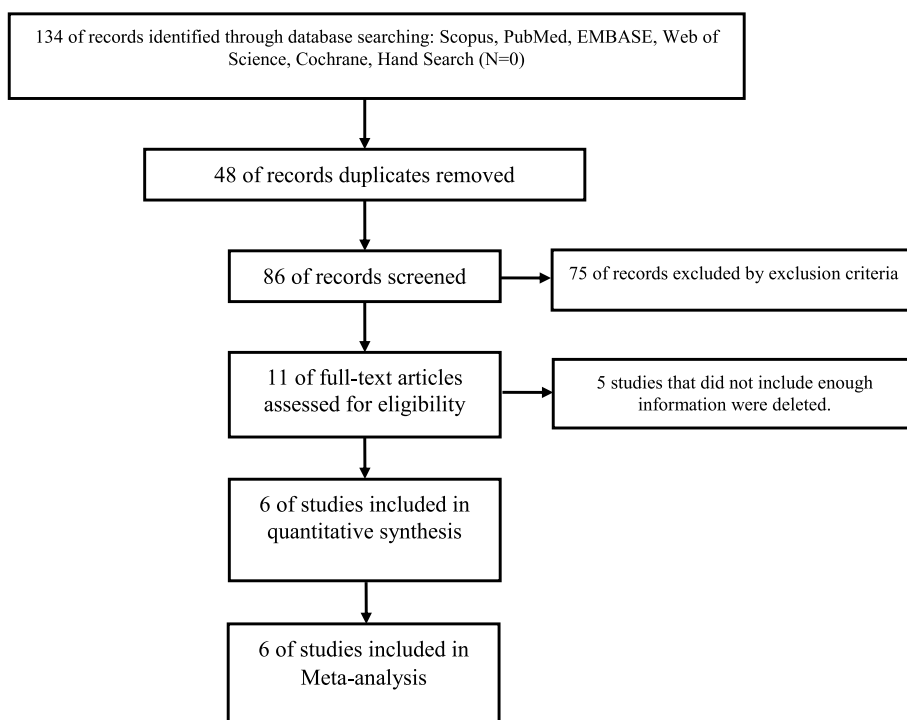 134 of records identified through database searching: Scopus, PubMed, EMBASE, Web of
Science, Cochrane, Hand Search (N=0)
48 of records duplicates removed
86 of records screened
75 of records excluded by exclusion criteria
11 of full-text articles
assessed for eligibility
5 studies that did not include enough
information were deleted.
6 of studies included in
quantitative synthesis
6 of studies included in
Meta-analysis